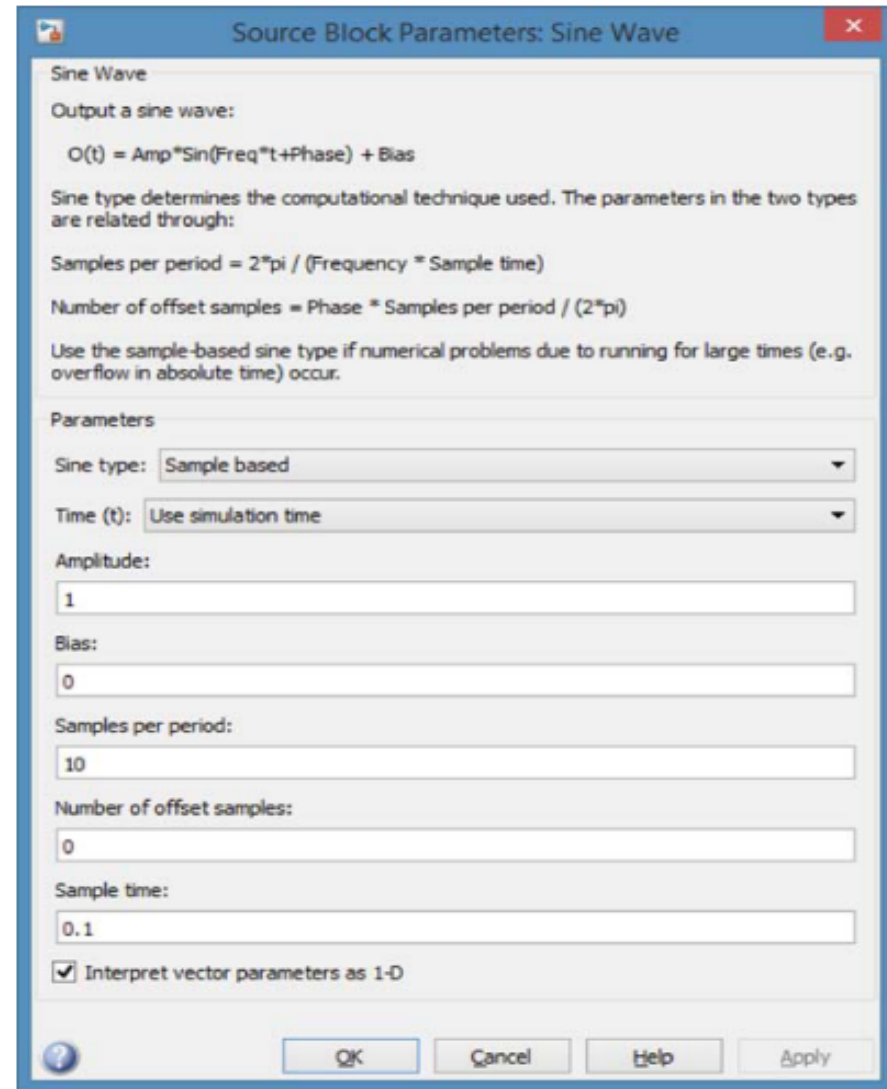 Source Block Parameters: Sine Wave
Sine Wave
Output a sine wave:
O(t) = Amp*Sin(Freq*t+Phase) + Bias
Sine type determines the computational technique used. The parameters in the two types
are related through:
Samples per period = 2*pi / (Frequency * Sample time)
Number of offset samples = Phase * Samples per period / (2*pi)
Use the sample-based sine type if numerical problems due to running for large times (e.g.
overflow in absolute time) occur.
Parameters
Sine type: Sample based
Time (t): Use simulation time
Amplitude:
1
Bias:
0
Samples per period:
10
Number of offset samples:
0
Sample time:
0.1
Interpret vector parameters as 1-D
? OK Cancel Help Apply